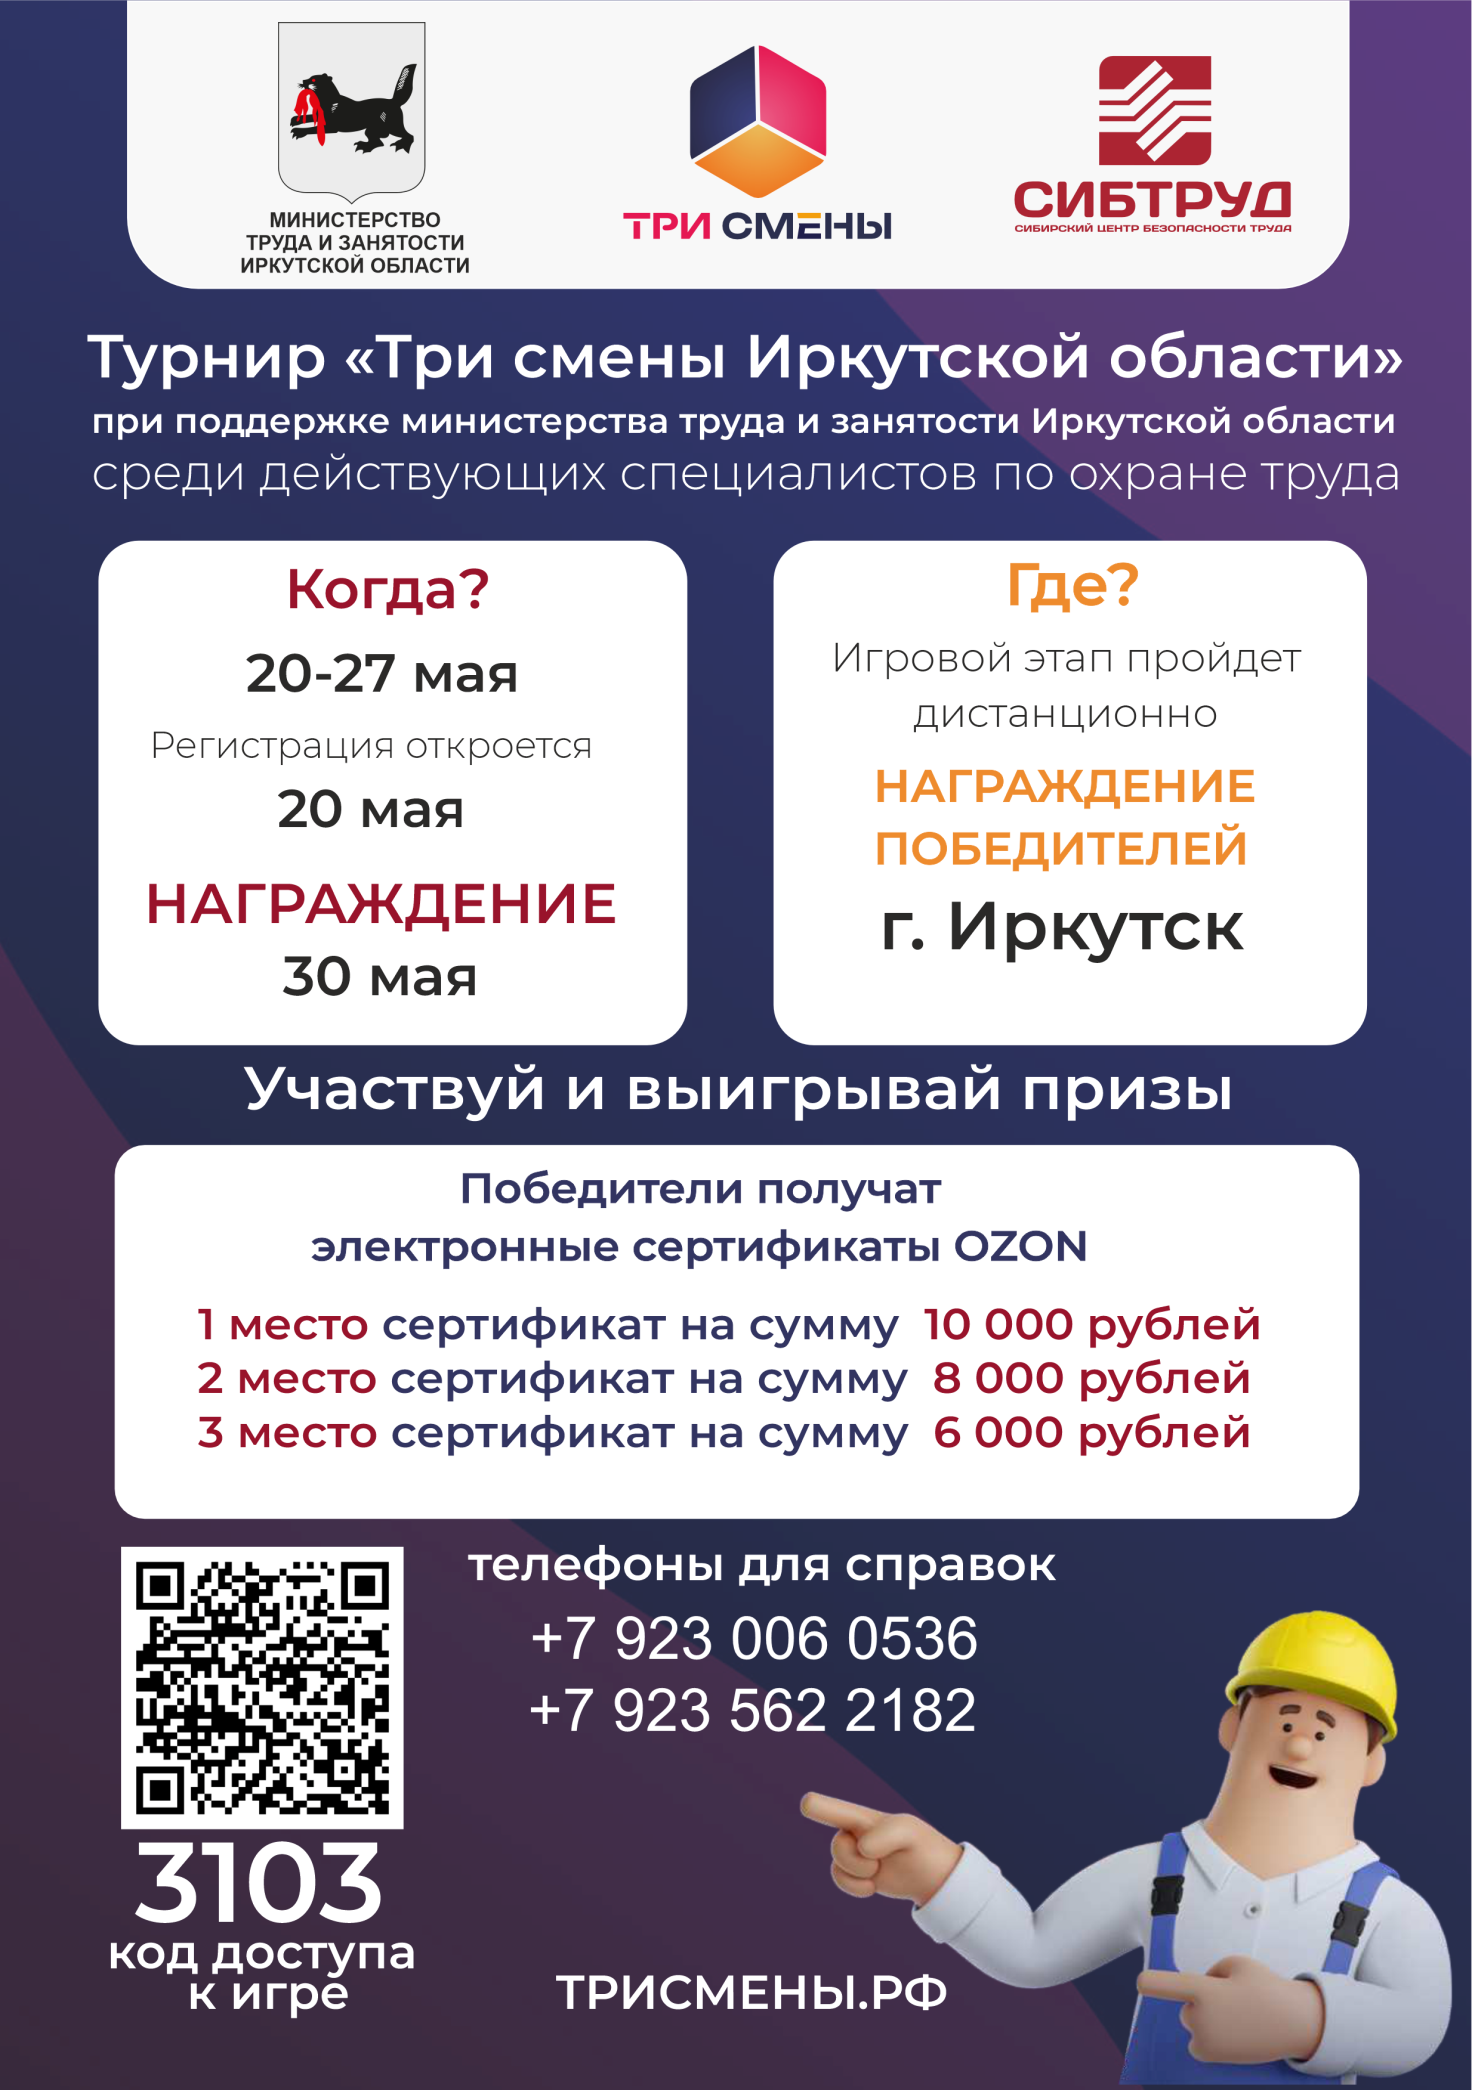 МИНИСТЕРСТВО
ТРУДА И ЗАНЯТОСТИ
ИРКУТСКОЙ ОБЛАСТИ
ТРИ СМЕНЫ
СИБТРУД
СИБИРСКИЙ ЦЕНТР БЕЗОПАСНОСТИ ТРУДА
Турнир «Три смены Иркутской области»
при поддержке министерства труда и занятости Иркутской области
среди действующих специалистов по охране труда
Когда?
20-27 мая
Регистрация откроется
20 мая
НАГРАЖДЕНИЕ
30 мая
Где?
Игровой этап пройдет
дистанционно
НАГРАЖДЕНИЕ
ПОБЕДИТЕЛЕЙ
г. Иркутск
Участвуй и выигрывай призы
Победители получат
электронные сертификаты OZON
1 место сертификат на сумму 10 000 рублей
2 место сертификат на сумму 8 000 рублей
3 место сертификат на сумму 6 000 рублей
телефоны для справок
+7 923 006 0536
+7 923 562 2182
3103
код доступа
к игре
ТРИСМЕНЫ.РФ